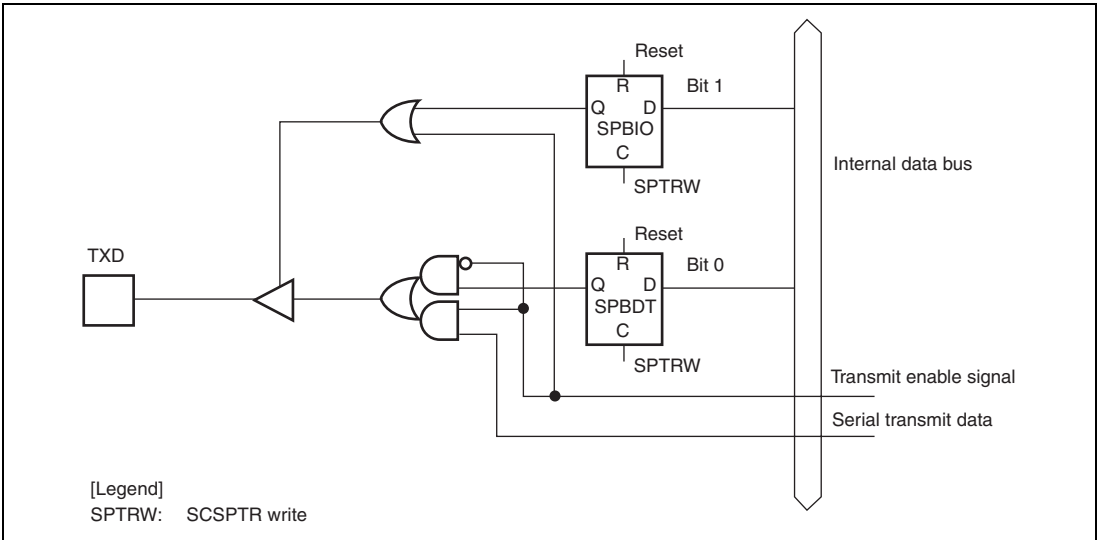 Reset
R
Bit 1
Q D
SPBIO
C
SPTRW
Internal data bus
Reset
R
Bit 0
Q D
SPBDT
C
SPTRW
TXD
Transmit enable signal
Serial transmit data
[Legend]
SPTRW: SCSPTR write